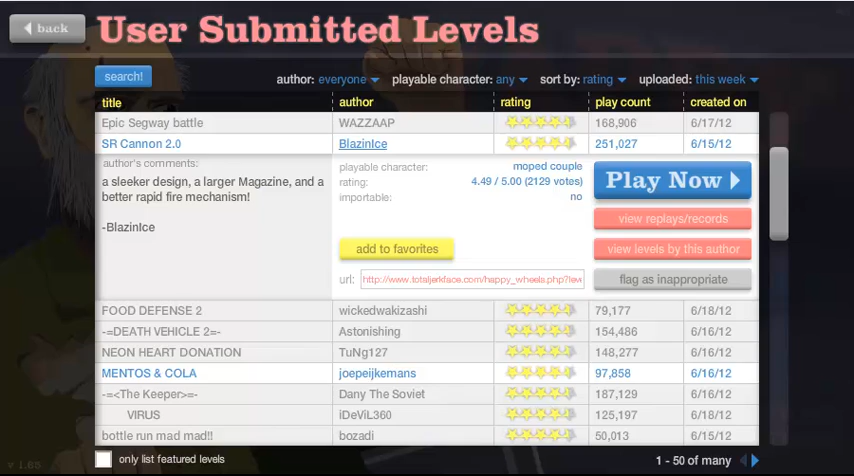 back
User Submitted Levels
search!
author: everyone playable character: any sort by: rating uploaded: this week
title author rating play count created on
Epic Segway battle WAZZAAP 168,906 6/17/12
SR Cannon 2.0 BlazinIce 251,027 6/15/12
author's comments:
a sleeker design, a larger Magazine, and a
better rapid fire mechanism!
-BlazinIce
playable character: moped couple
rating: 4.49 / 5.00 (2129 votes)
importable: no
add to favorites
url: http://www.totaljerkface.com/happy_wheels.php?leve
Play Now
view replays/records
view levels by this author
flag as inappropriate
FOOD DEFENSE 2 wickedwakizashi 79,177 6/18/12
-=DEATH VEHICLE 2=- Astonishing 154,486 6/16/12
NEON HEART DONATION TuNg127 148,277 6/16/12
MENTOS & COLA joepeijkemans 97,858 6/16/12
-=<The Keeper>=- Dany The Soviet 187,129 6/16/12
VIRUS iDeViL360 125,197 6/18/12
bottle run mad mad!! bozadi 50,013 6/15/12
only list featured levels
1 - 50 of many
v 1.65